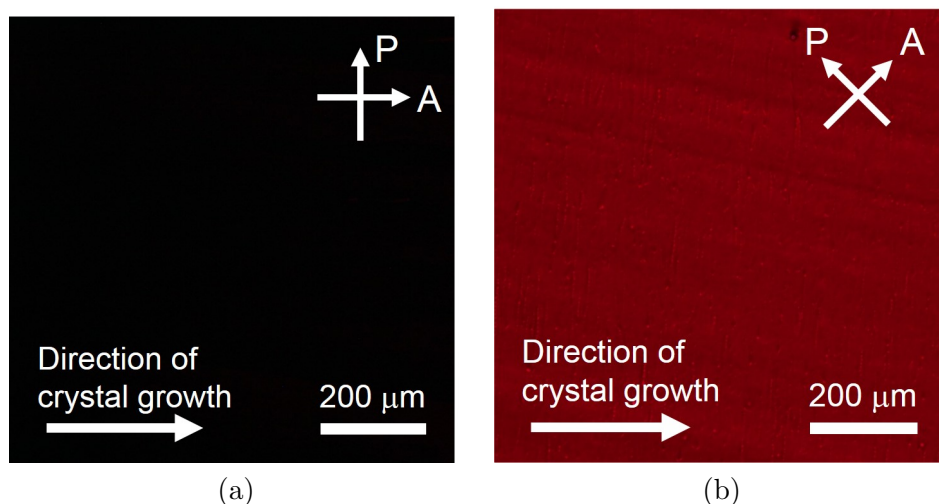 P
A
Direction of
crystal growth
200 μm
(a)
P
A
Direction of
crystal growth
200 μm
(b)